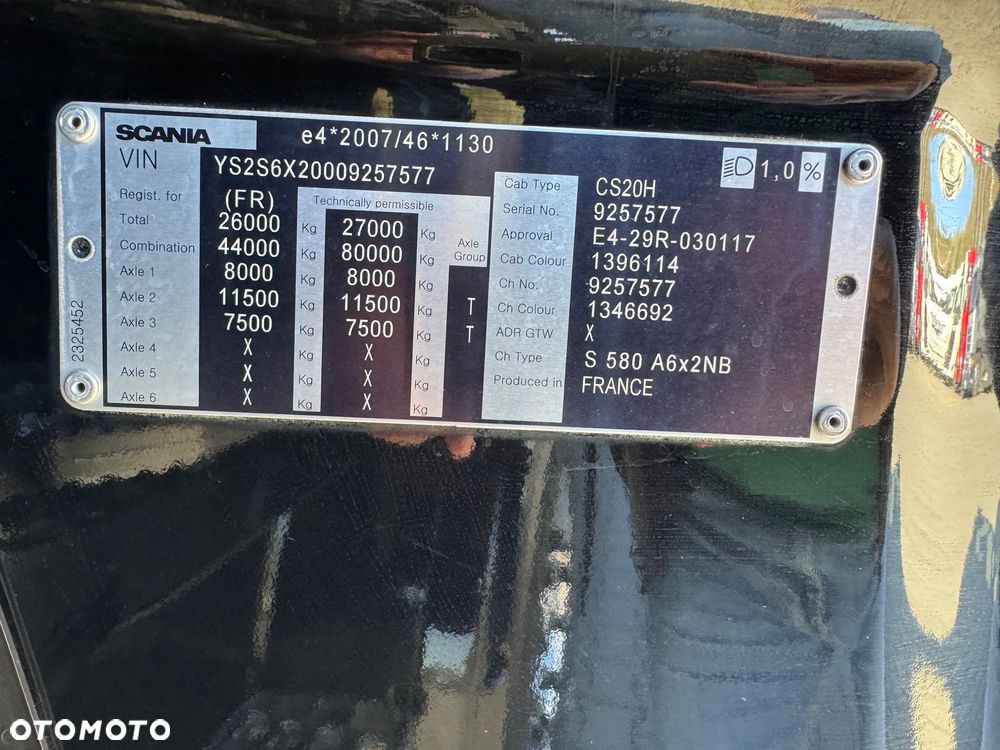 SCANIA e4*2007/46*1130
VIN YS2S6X20009257577 1,0 %
Regist. for (FR) Technically permissible
Total 26000 Kg 27000 Kg
Combination 44000 Kg 80000 Kg Axle Group
Axle 1 8000 Kg 8000 Kg
Axle 2 11500 Kg 11500 Kg T
Axle 3 7500 Kg 7500 Kg T
Axle 4 X Kg X Kg
Axle 5 X Kg X Kg
Axle 6 X Kg X Kg
2325452
Cab Type CS20H
Serial No. 9257577
Approval E4-29R-030117
Cab Colour 1396114
Ch No. 9257577
Ch Colour 1346692
ADR GTW X
Ch Type S 580 A6x2NB
Produced in FRANCE
OTOMOTO